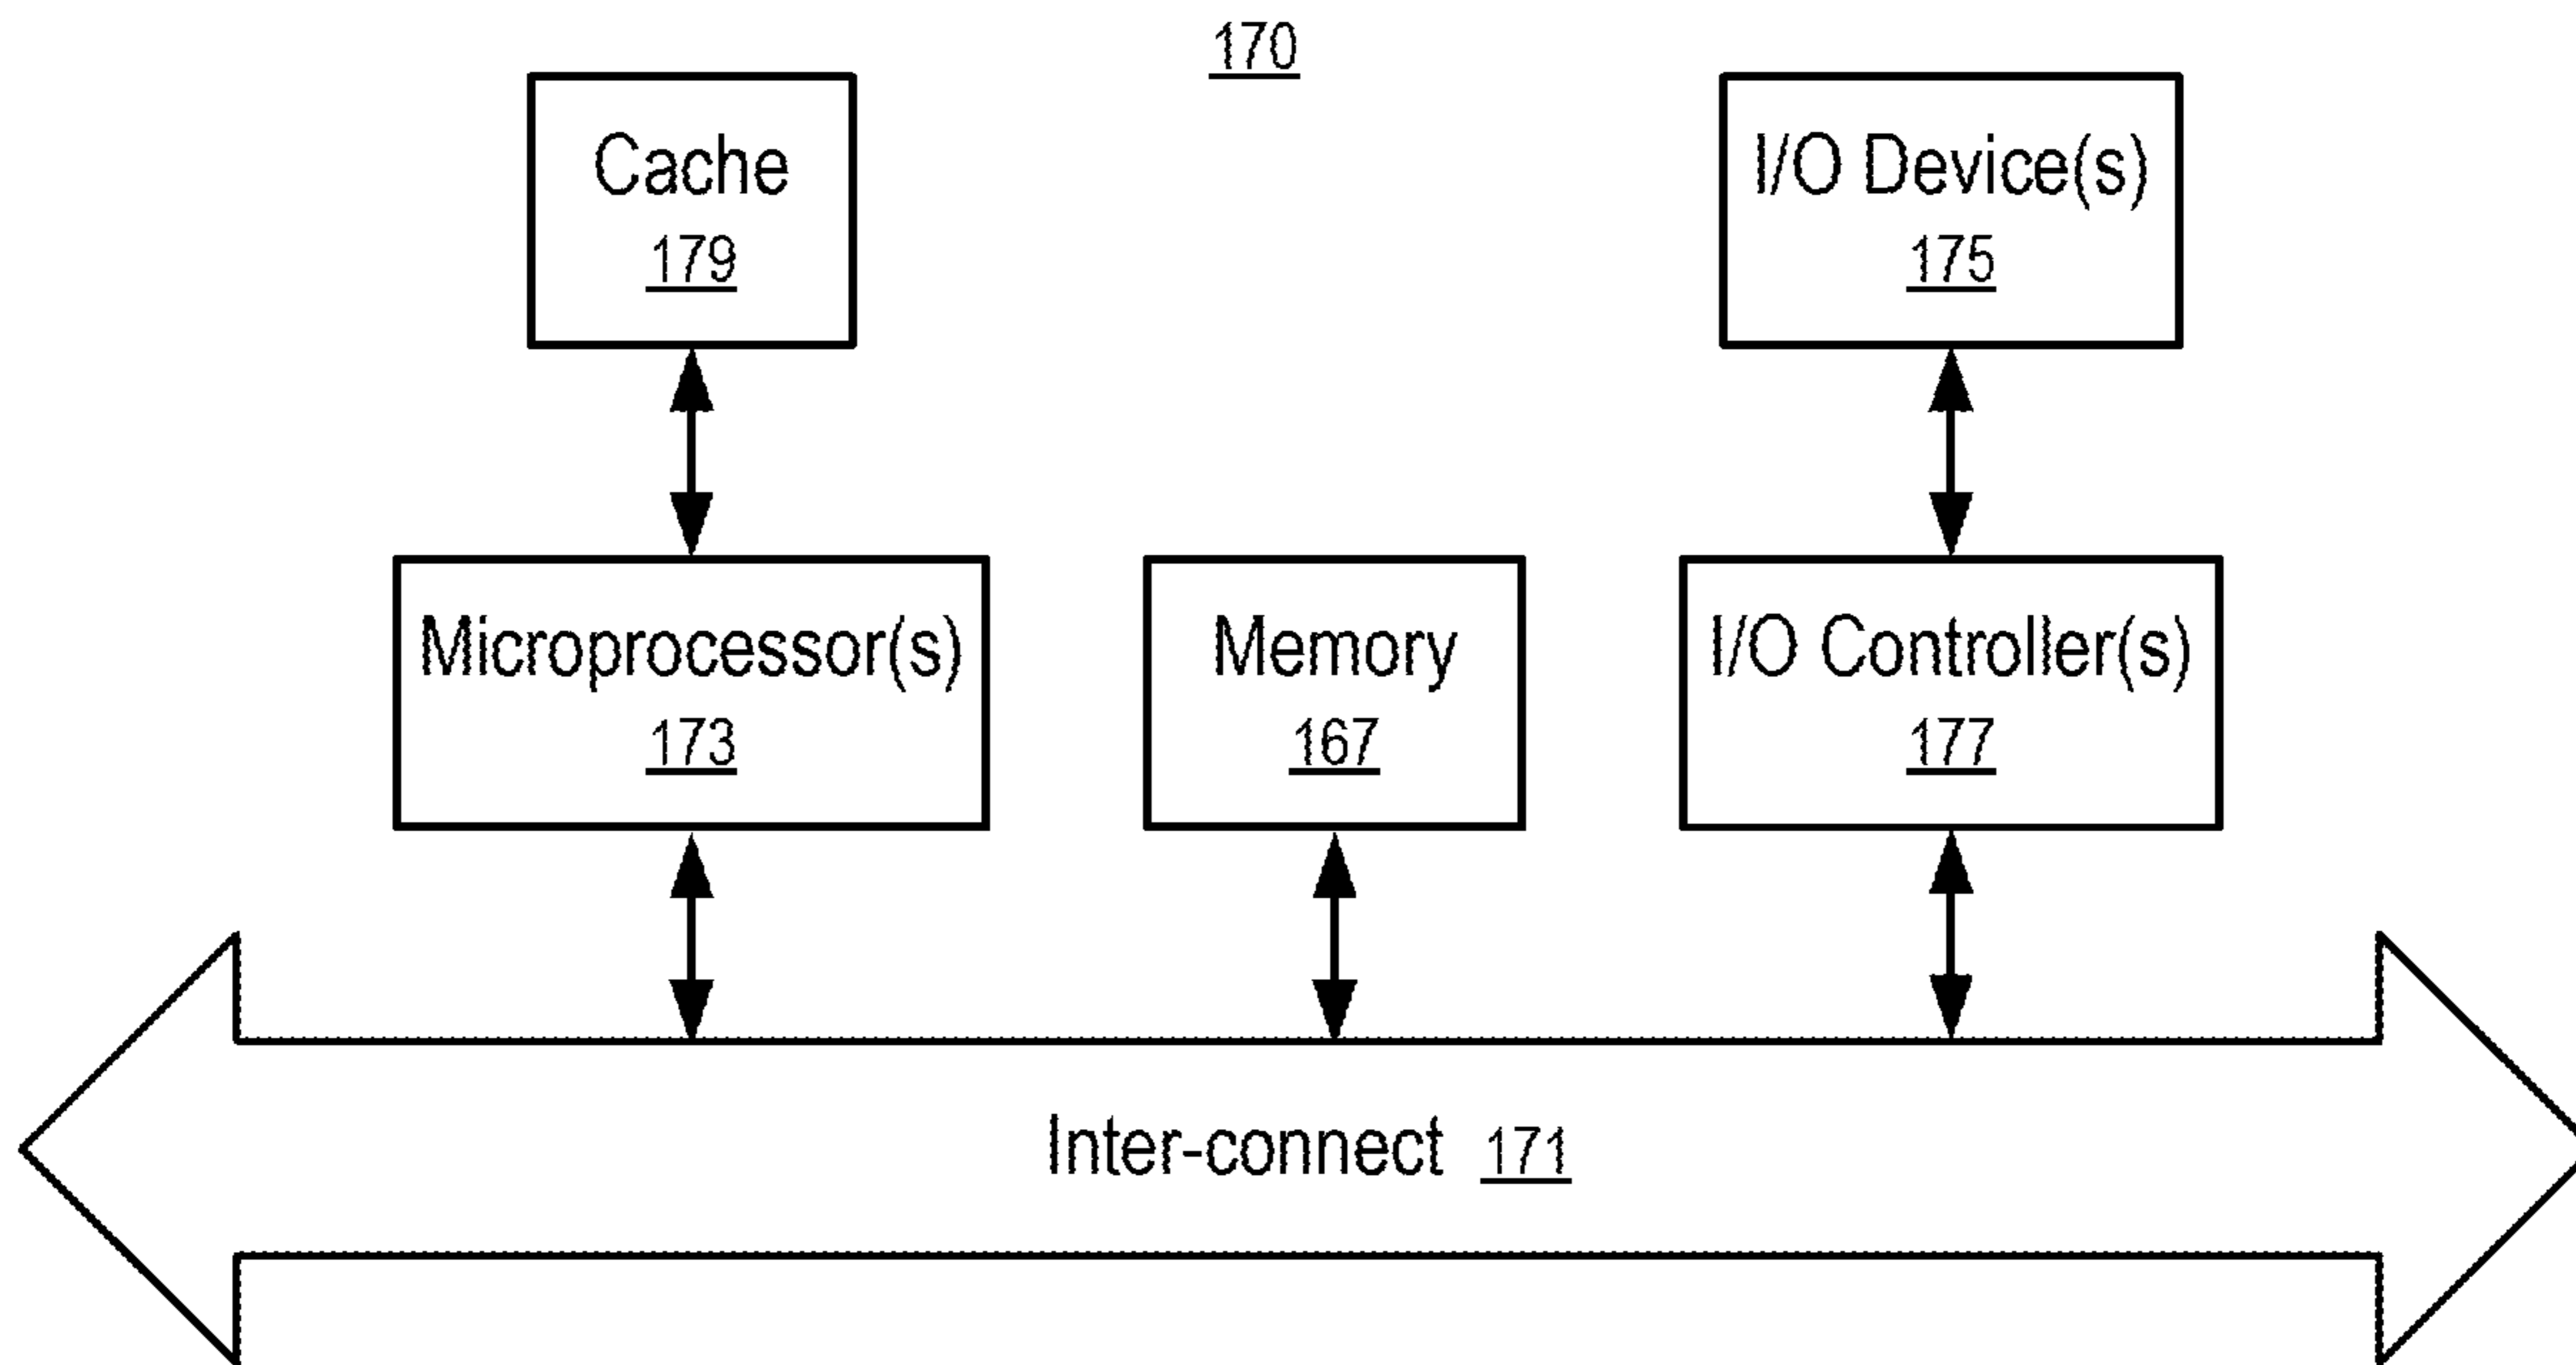 170
Cache
179
I/O Device(s)
175
Microprocessor(s)
173
Memory
167
I/O Controller(s)
177
Inter-connect 171